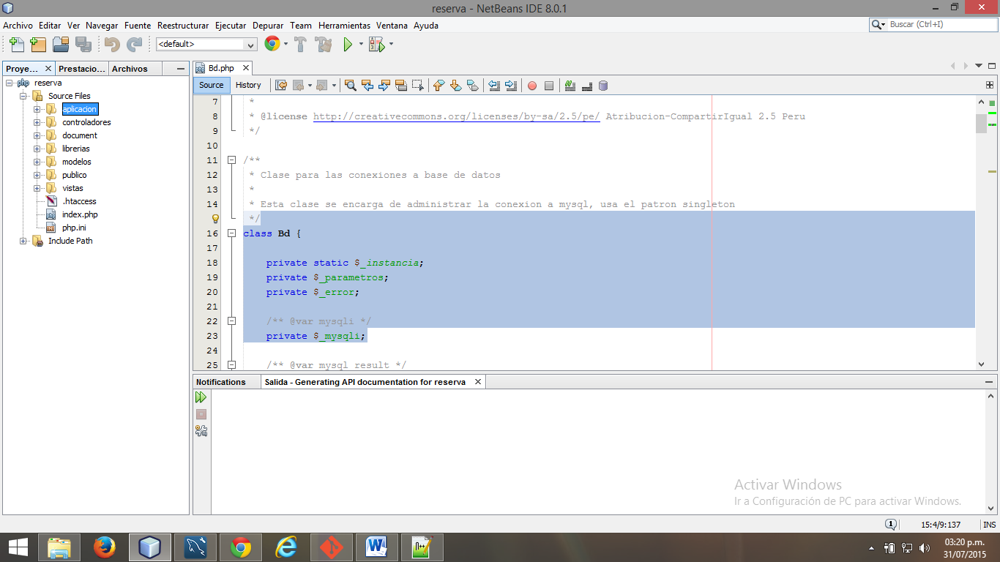 reserva - NetBeans IDE 8.0.1
Archivo Editar Ver Navegar Fuente Reestructurar Ejecutar Depurar Team Herramientas Ventana Ayuda
Buscar (Ctrl+I)
<default>
Proye... Prestacio... Archivos
Bd.php
php reserva
Source Files
aplicacion
controladores
document
librerias
modelos
publico
vistas
.htaccess
index.php
php.ini
Include Path
Source History
7 *
8 * @license http://creativecommons.org/licenses/by-sa/2.5/pe/ Atribucion-CompartirIgual 2.5 Peru
9 */
10
11 /**
12 * Clase para las conexiones a base de datos
13 *
14 * Esta clase se encarga de administrar la conexion a mysql, usa el patron singleton
*/
16 class Bd {
17
18 private static $_instancia;
19 private $_parametros;
20 private $_error;
21
22 /** @var mysqli */
23 private $_mysqli;
24
25 /** @var mysql result */
Notifications Salida - Generating API documentation for reserva
Activar Windows
Ir a Configuración de PC para activar Windows.
1 15:4/9:137 INS
03:20 p.m.
31/07/2015